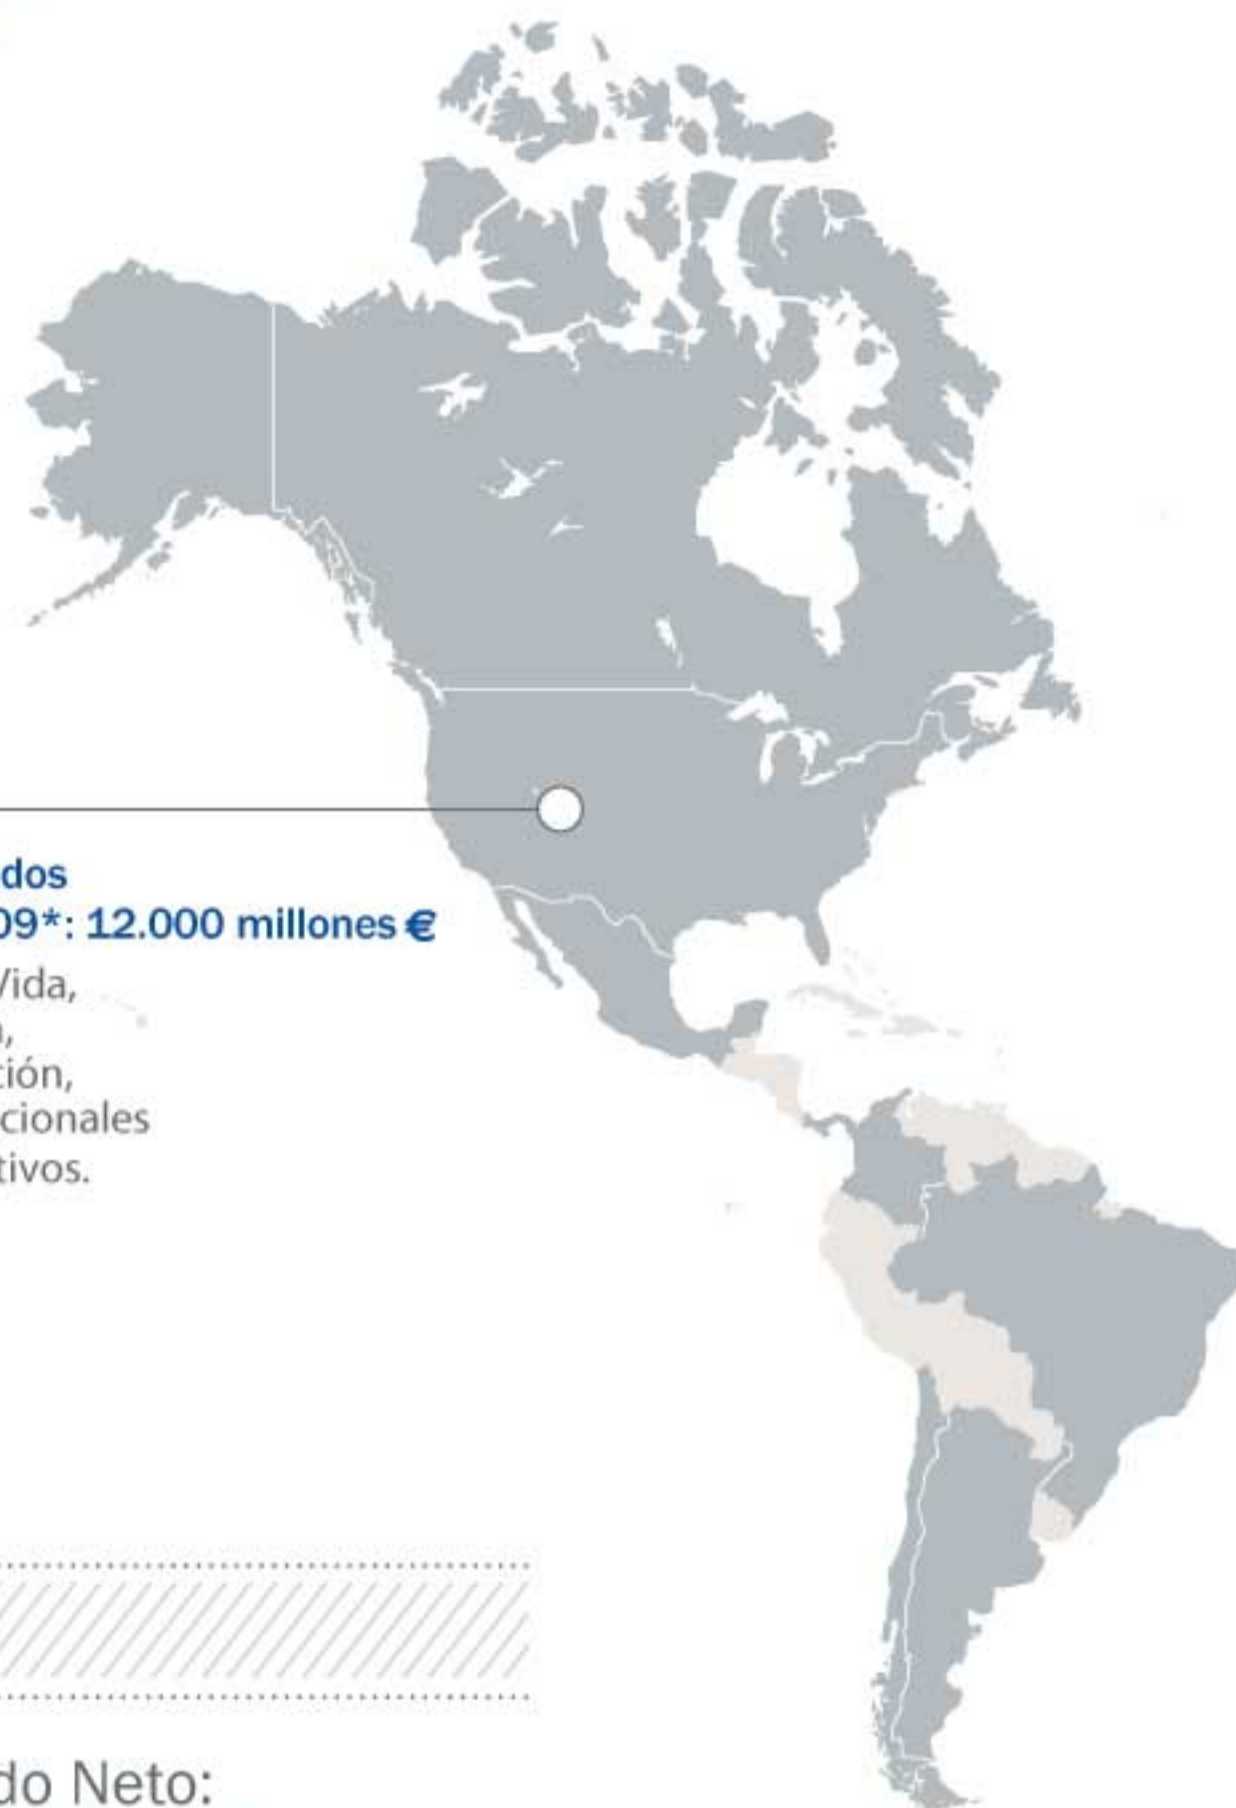 dos
09*: 12.000 millones €
Vida,
,
ción,
cionales
tivos.
do Neto: